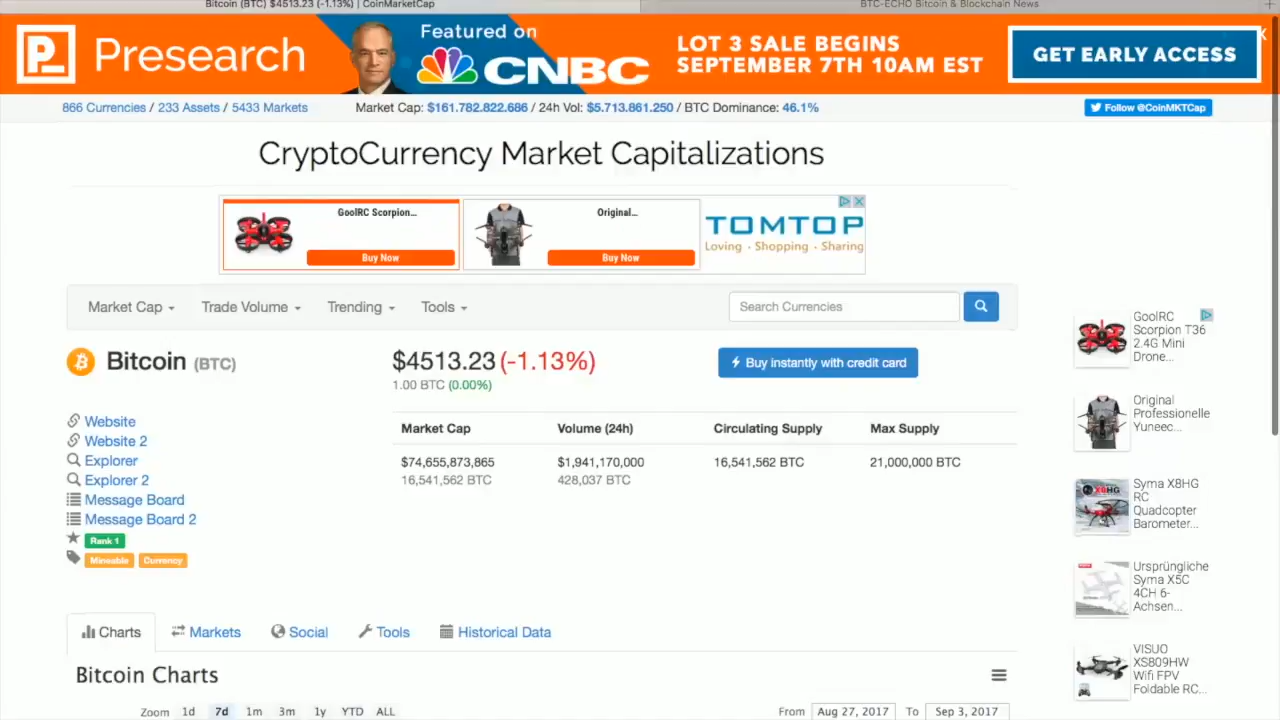 Bitcoin (BTC) $4513.23 (-1.13%) | CoinMarketCap
BTC-ECHO Bitcoin & Blockchain News
Presearch
Featured on
CNBC
LOT 3 SALE BEGINS
SEPTEMBER 7TH 10AM EST
GET EARLY ACCESS
866 Currencies / 233 Assets / 5433 Markets
Market Cap: $161.782.822.686 / 24h Vol: $5.713.861.250 / BTC Dominance: 46.1%
Follow @CoinMKTCap
CryptoCurrency Market Capitalizations
GoolRC Scorpion...
Buy Now
Original...
Buy Now
TOMTOP
Loving · Shopping · Sharing
Market Cap
Trade Volume
Trending
Tools
Search Currencies
Bitcoin (BTC)
$4513.23 (-1.13%)
1.00 BTC (0.00%)
Buy instantly with credit card
Website
Website 2
Explorer
Explorer 2
Message Board
Message Board 2
Rank 1
Mineable Currency
Market Cap Volume (24h) Circulating Supply Max Supply
$74,655,873,865 $1,941,170,000 16,541,562 BTC 21,000,000 BTC
16,541,562 BTC 428,037 BTC
GoolRC
Scorpion T36
2.4G Mini
Drone...
Original
Professionelle
Yuneec...
Syma X8HG
RC
Quadcopter
Barometer...
Ursprüngliche
Syma X5C
4CH 6-
Achsen...
VISUO
XS809HW
Wifi FPV
Foldable RC...
Charts Markets Social Tools Historical Data
Bitcoin Charts
Zoom 1d 7d 1m 3m 1y YTD ALL
From Aug 27, 2017 To Sep 3, 2017